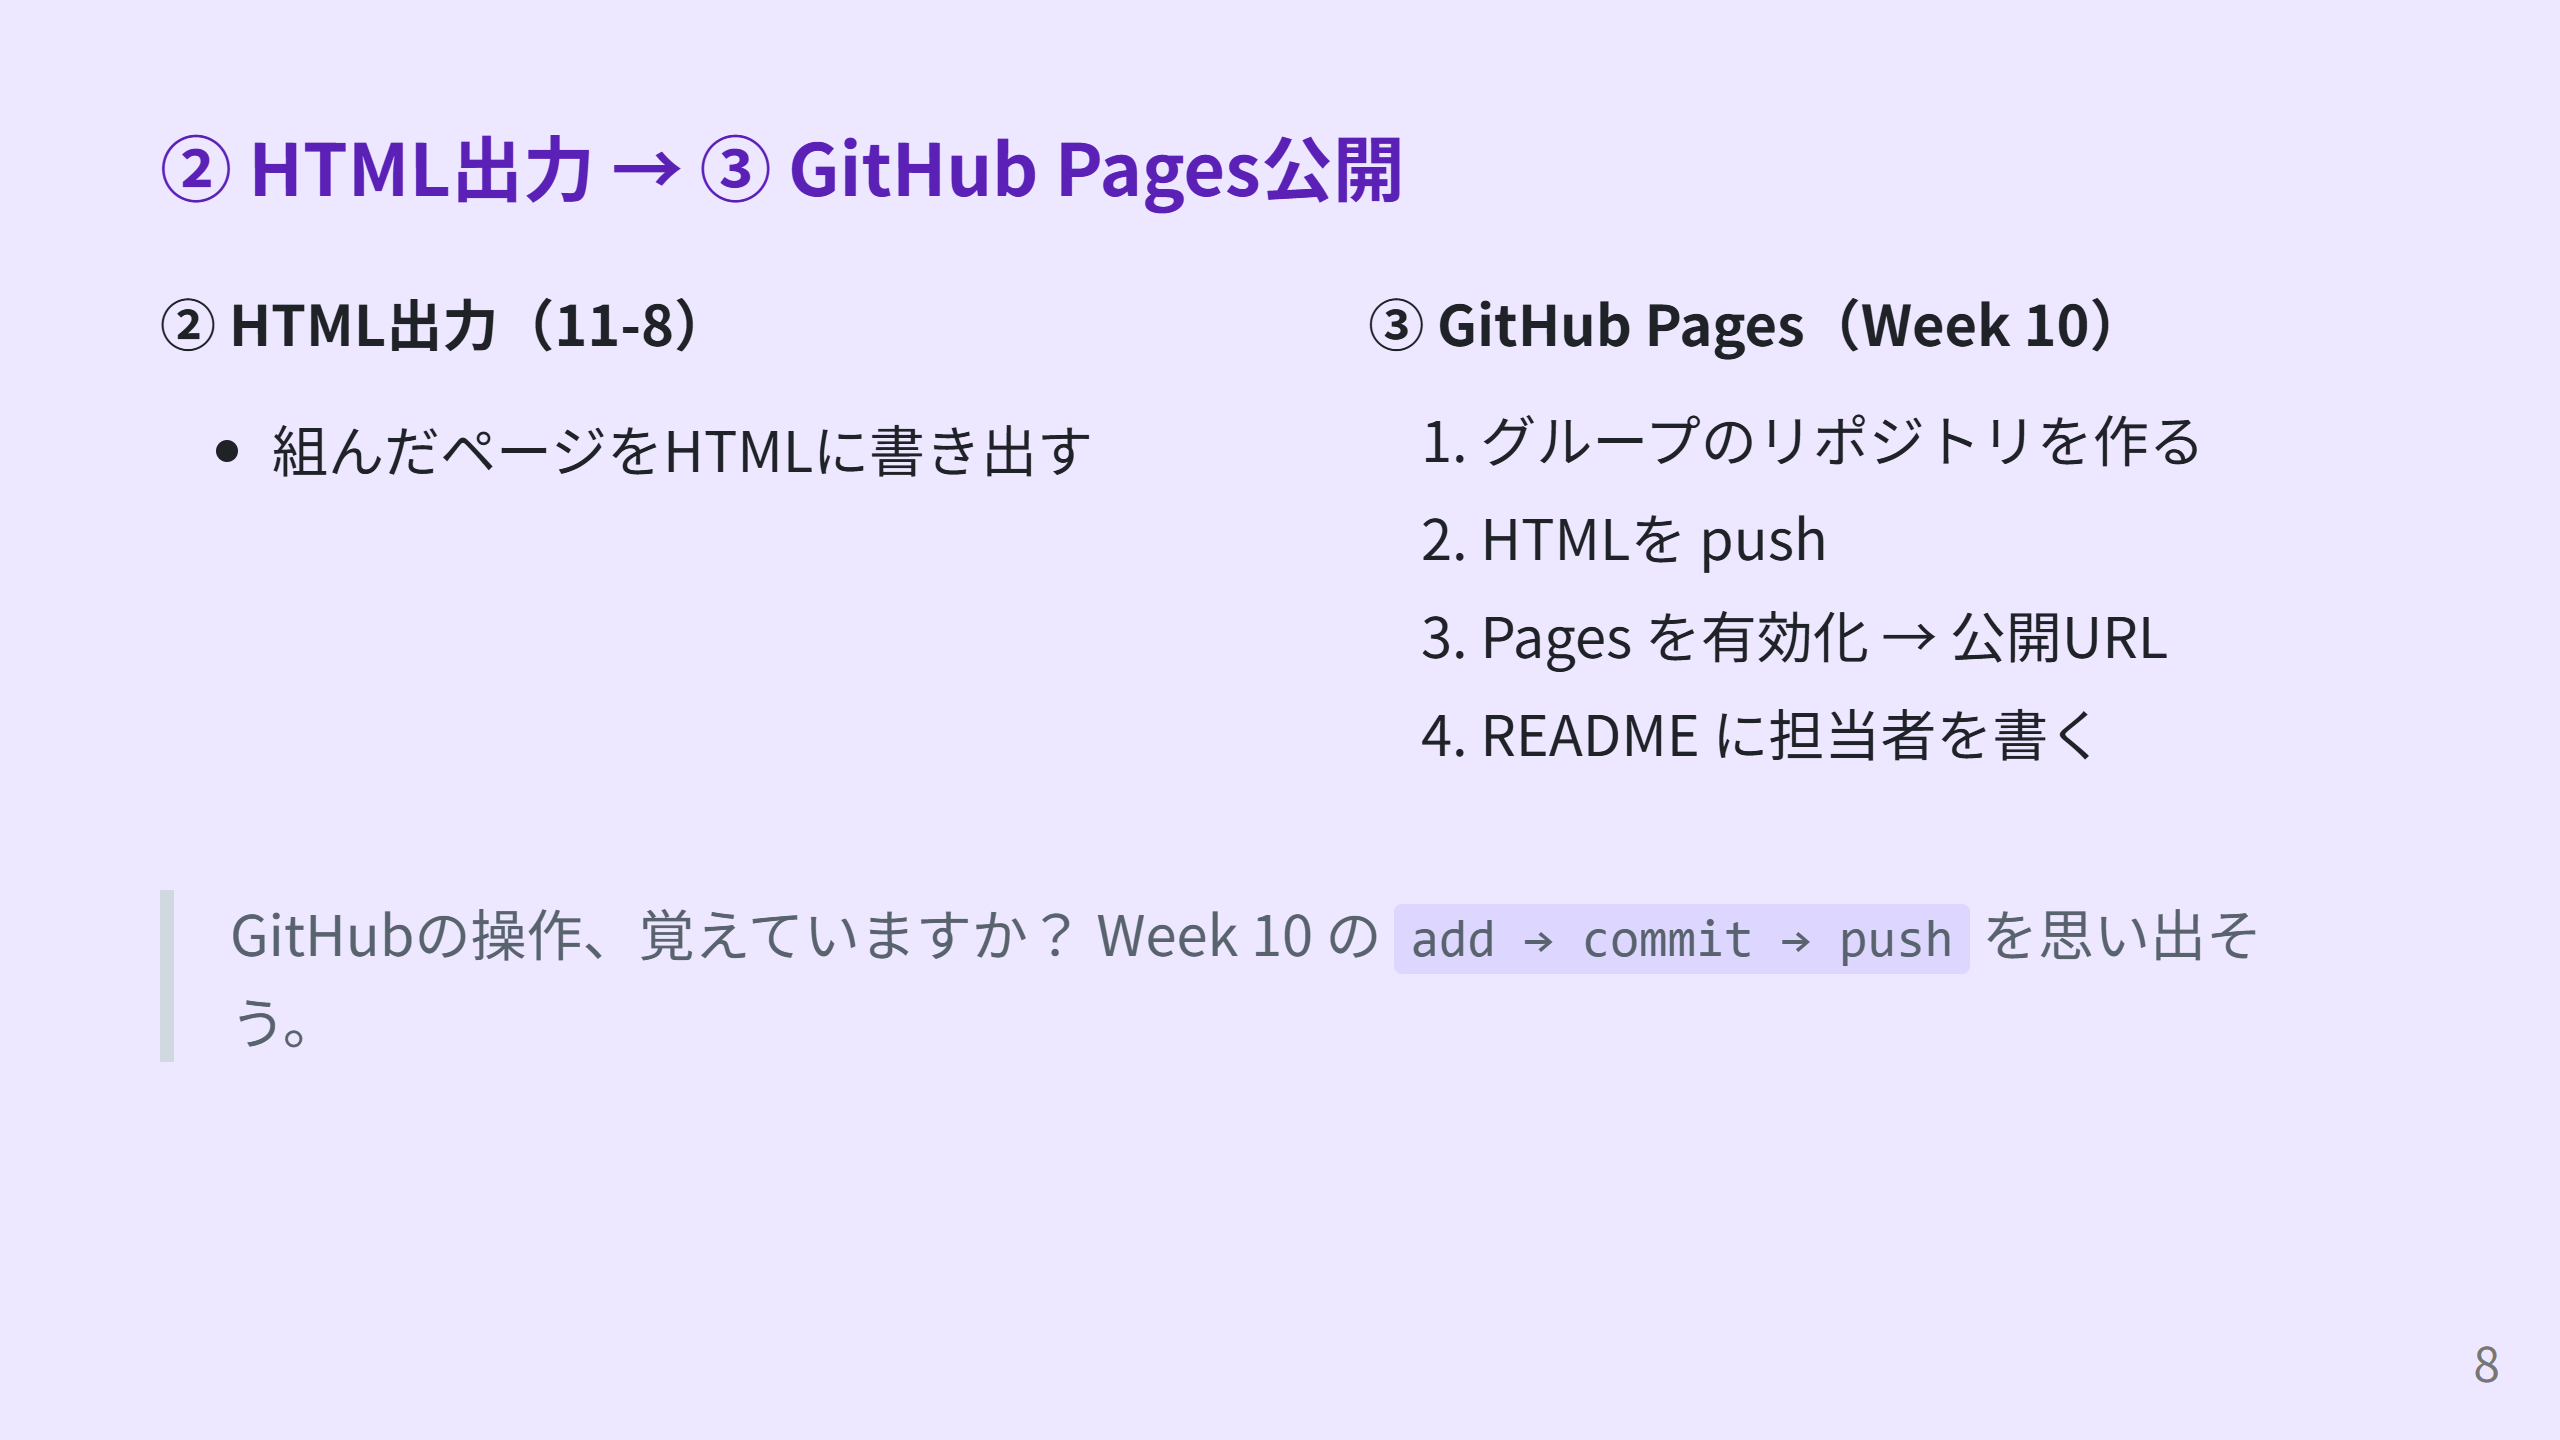 ② HTML出力 → ③ GitHub Pages公開
② HTML出力（11-8）
• 組んだページをHTMLに書き出す
③ GitHub Pages（Week 10）
1. グループのリポジトリを作る
2. HTMLを push
3. Pages を有効化 → 公開URL
4. README に担当者を書く
GitHubの操作、覚えていますか？ Week 10 の add → commit → push を思い出そ
う。
8